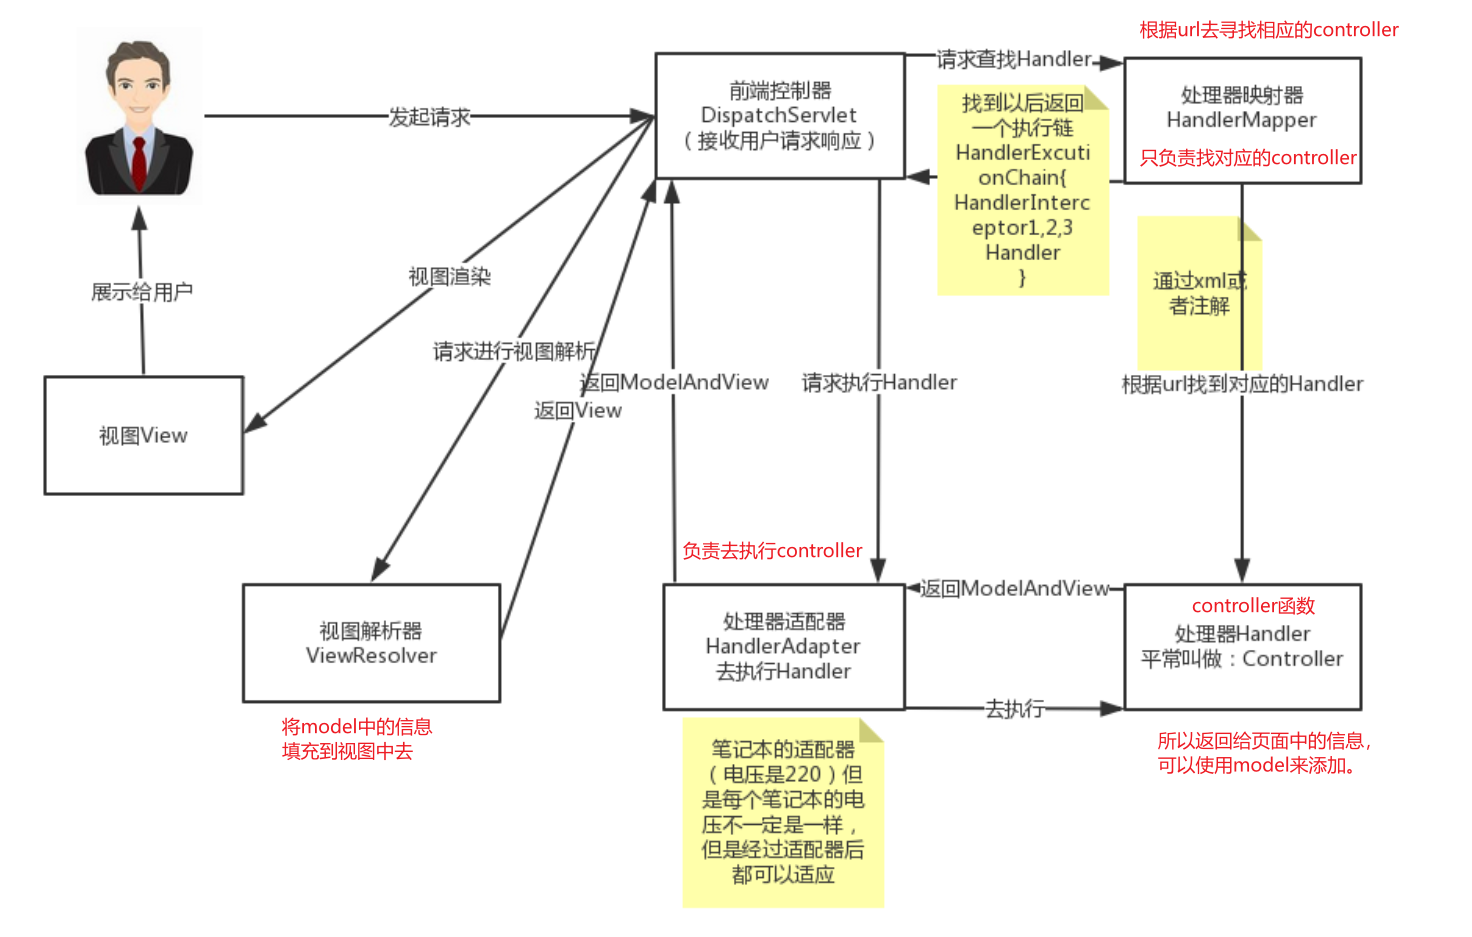 根据url去寻找相应的controller
发起请求
前端控制器
DispatchServlet
（接收用户请求响应）
请求查找Handler
处理器映射器
HandlerMapper
只负责找对应的controller
找到以后返回
一个执行链
HandlerExcuti
onChain{
HandlerInterc
eptor1,2,3
Handler
}
通过xml或
者注解
展示给用户
视图渲染
请求进行视图解析
返回View
返回ModelAndView
请求执行Handler
根据url找到对应的Handler
视图View
负责去执行controller
视图解析器
ViewResolver
将model中的信息
填充到视图中去
处理器适配器
HandlerAdapter
去执行Handler
返回ModelAndView
去执行
controller函数
处理器Handler
平常叫做：Controller
所以返回给页面中的信息，
可以使用model来添加。
笔记本的适配器
（电压是220）但
是每个笔记本的电
压不一定是一样，
但是经过适配器后
都可以适应